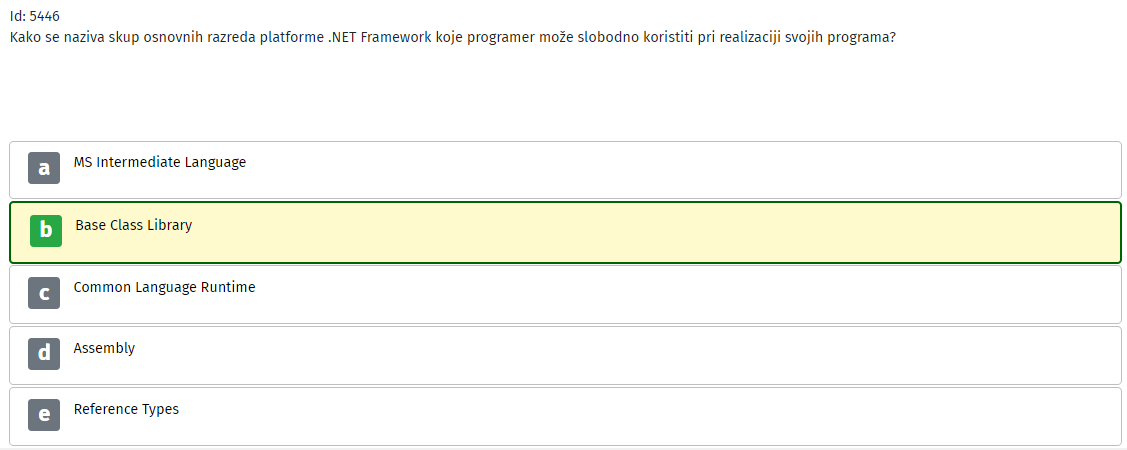 Id: 5446
Kako se naziva skup osnovnih razreda platforme .NET Framework koje programer može slobodno koristiti pri realizaciji svojih programa?
a MS Intermediate Language
b Base Class Library
c Common Language Runtime
d Assembly
e Reference Types